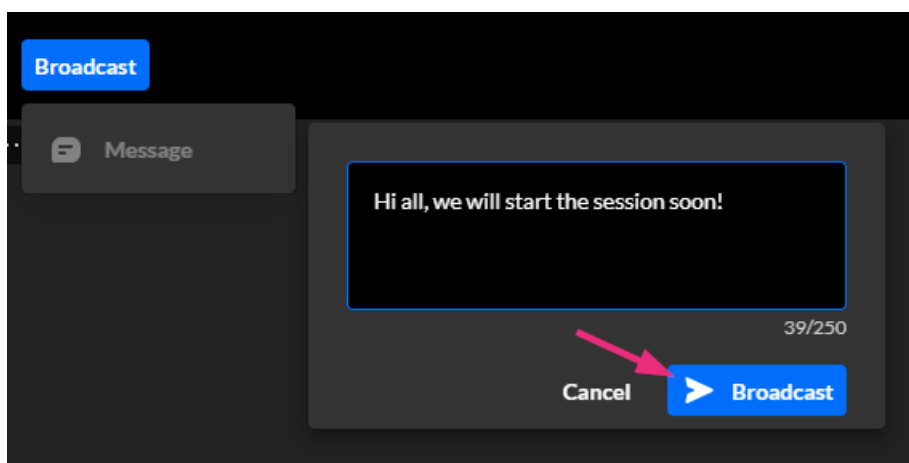 Broadcast
Message
Hi all, we will start the session soon!
39/250
Cancel
Broadcast